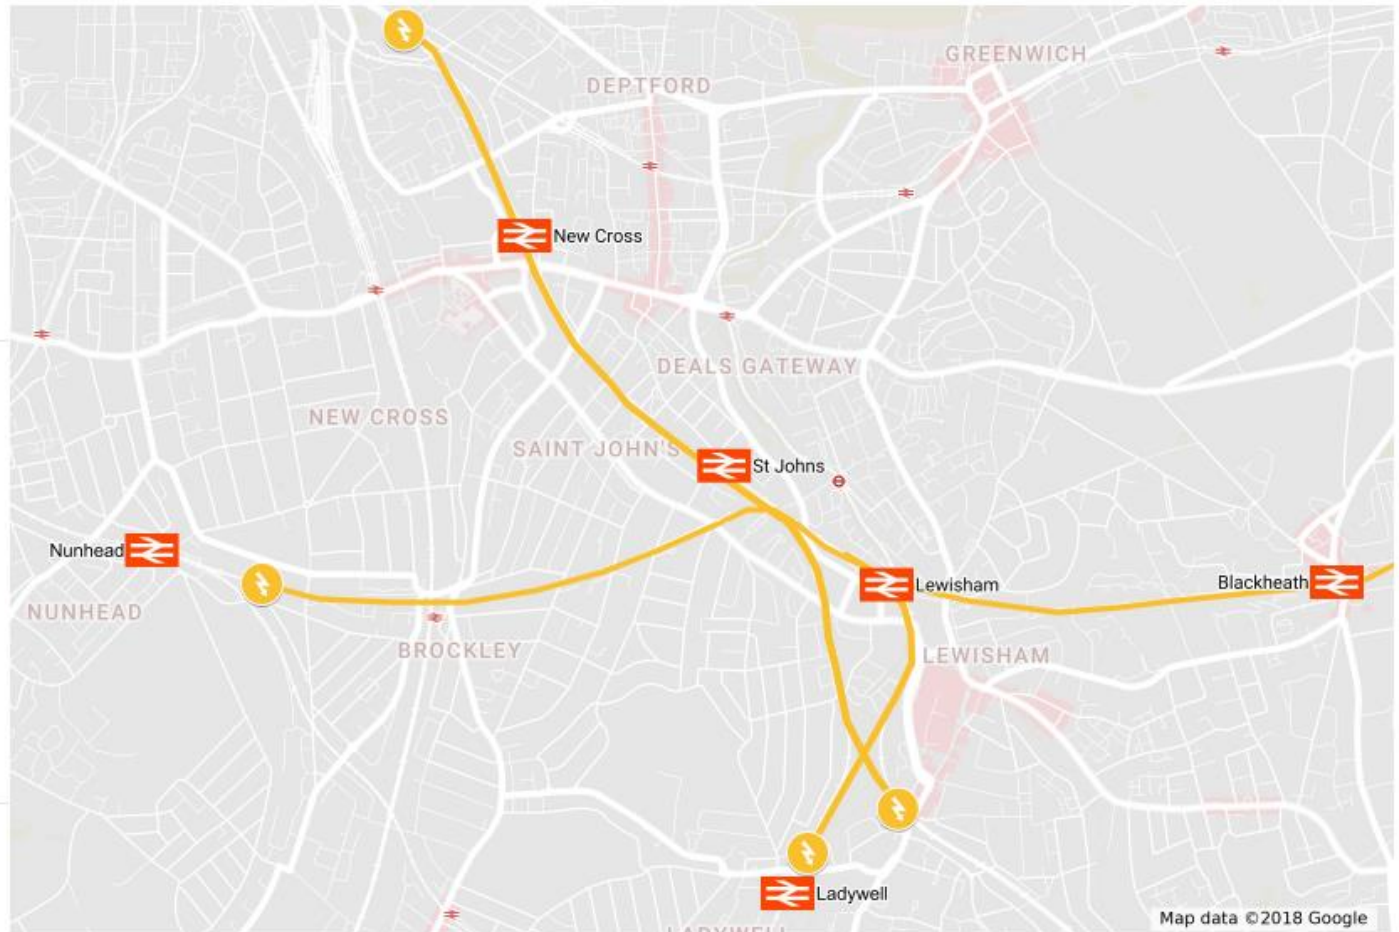 GREENWICH
DEPTFORD
New Cross
DEALS GATEWAY
NEW CROSS
SAINT JOHN'S
St Johns
Nunhead
Lewisham
Blackheath
NUNHEAD
BROCKLEY
LEWISHAM
Ladywell
LADYWELL
Map data ©2018 Google